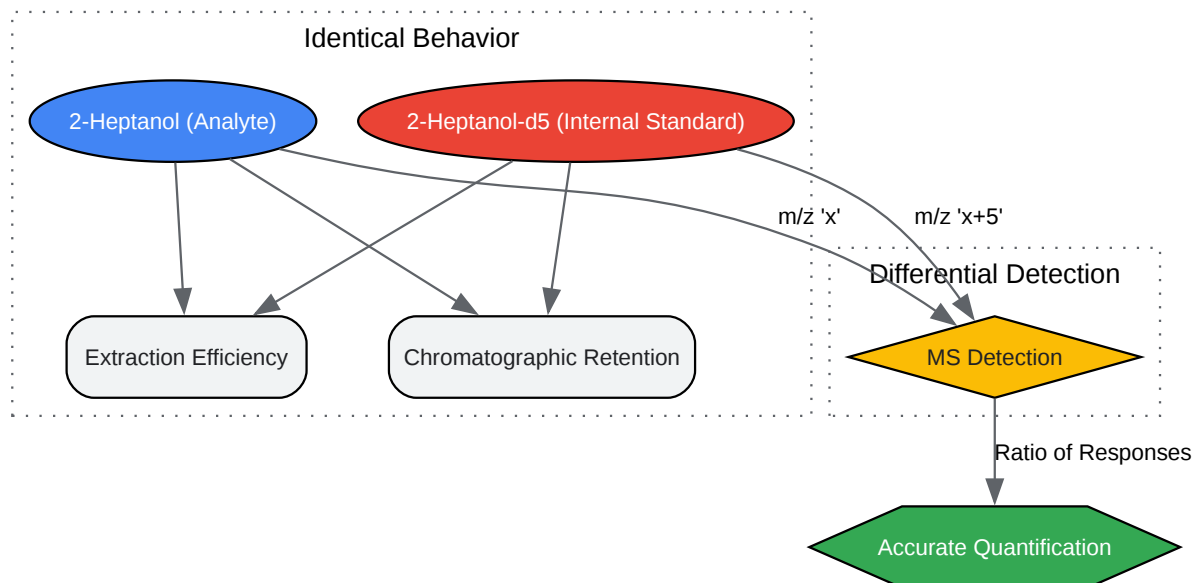 Identical Behavior
2-Heptanol (Analyte)
2-Heptanol-d5 (Internal Standard)
m/z 'x'
m/z 'x+5'
Differential Detection
Extraction Efficiency
Chromatographic Retention
MS Detection
Ratio of Responses
Accurate Quantification